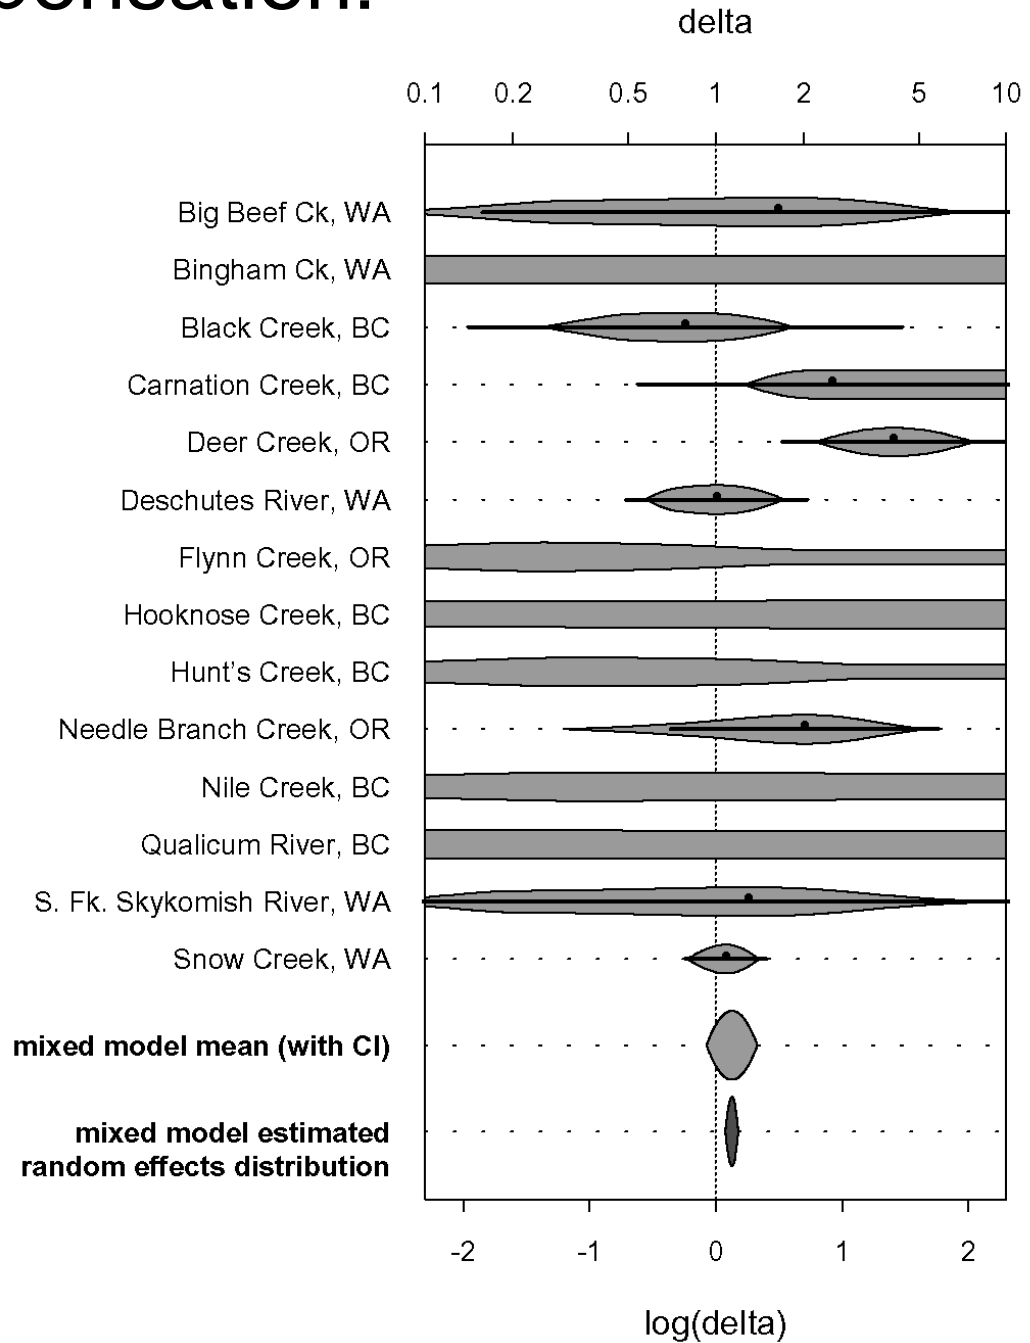 delta
0.1 0.2 0.5 1 2 5 10
Big Beef Ck, WA
Bingham Ck, WA
Black Creek, BC
Carnation Creek, BC
Deer Creek, OR
Deschutes River, WA
Flynn Creek, OR
Hooknose Creek, BC
Hunt's Creek, BC
Needle Branch Creek, OR
Nile Creek, BC
Qualicum River, BC
S. Fk. Skykomish River, WA
Snow Creek, WA
mixed model mean (with CI)
mixed model estimated
random effects distribution
-2 -1 0 1 2
log(delta)